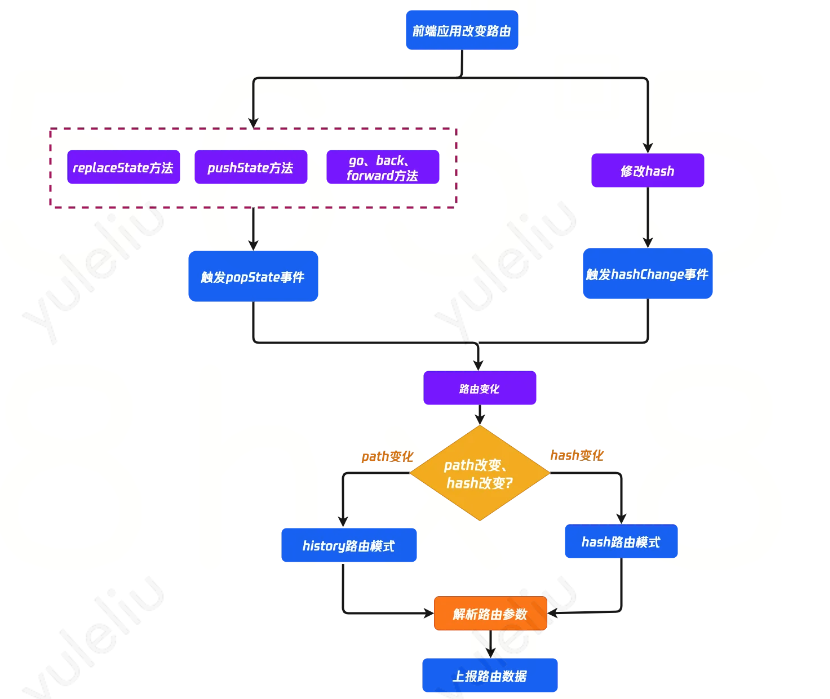 前端应用改变路由
replaceState方法
pushState方法
go、back、
forward方法
修改hash
触发popState事件
触发hashChange事件
路由变化
path变化
path改变、
hash改变?
hash变化
history路由模式
hash路由模式
解析路由参数
上报路由数据
yuleliu
yuleliu
yuleliu
yuleliu